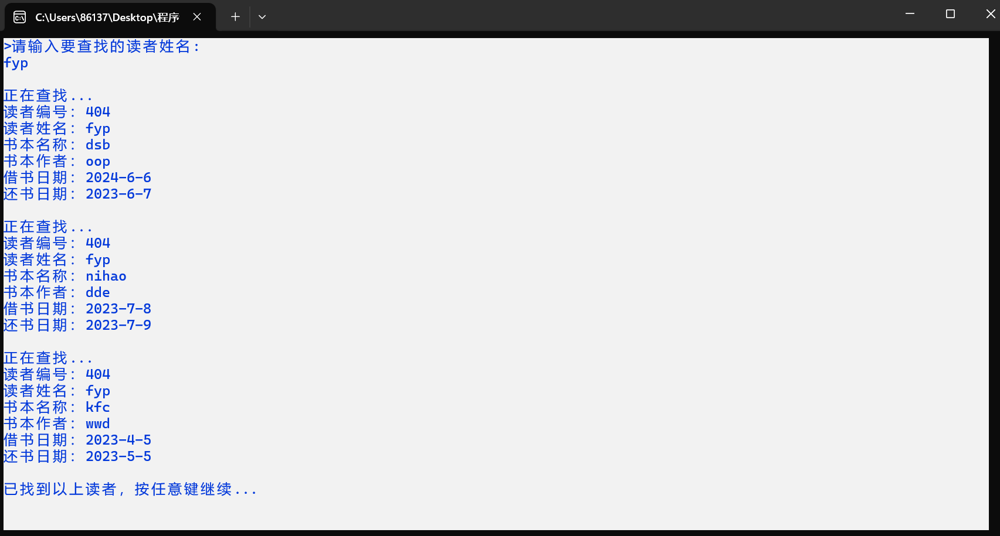 C:\Users\86137\Desktop\程序
>请输入要查找的读者姓名：
fyp
正在查找...
读者编号：404
读者姓名：fyp
书本名称：dsb
书本作者：oop
借书日期：2024-6-6
还书日期：2023-6-7
正在查找...
读者编号：404
读者姓名：fyp
书本名称：nihao
书本作者：dde
借书日期：2023-7-8
还书日期：2023-7-9
正在查找...
读者编号：404
读者姓名：fyp
书本名称：kfc
书本作者：wwd
借书日期：2023-4-5
还书日期：2023-5-5
已找到以上读者，按任意键继续...